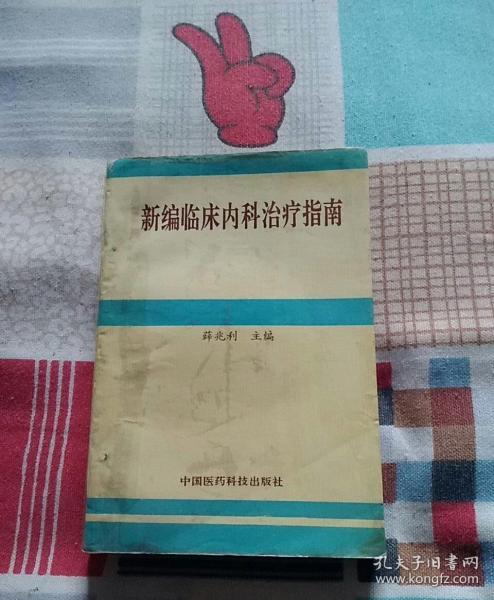 新编临床内科治疗指南
薛兆利 主编
中国医药科技出版社
孔夫子旧书网
www.kongfz.com